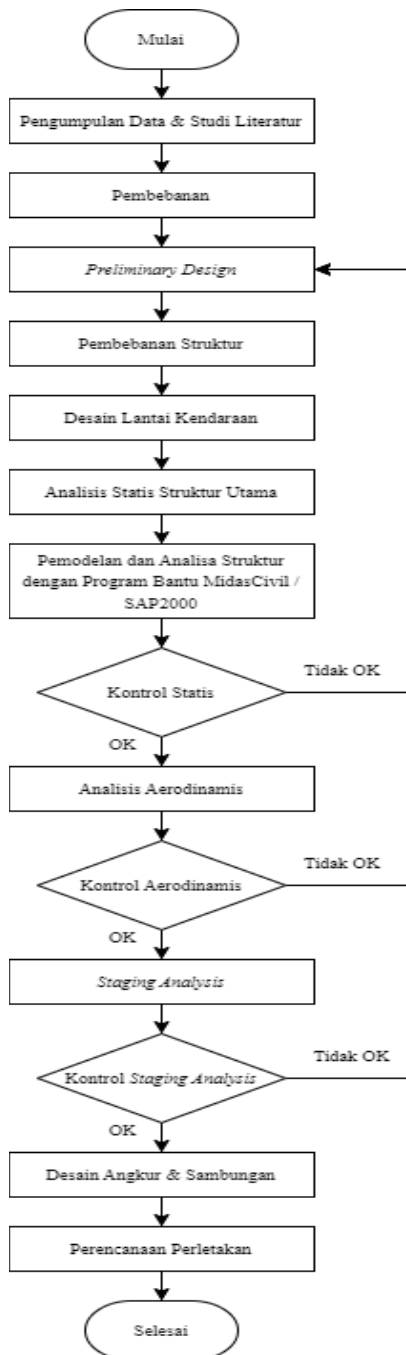 Mulai
Pengumpulan Data & Studi Literatur
Pembebanan
Preliminary Design
Pembebanan Struktur
Desain Lantai Kendaraan
Analisis Statis Struktur Utama
Pemodelan dan Analisa Struktur
dengan Program Bantu MidasCivil /
SAP2000
Kontrol Statis
Tidak OK
OK
Analisis Aerodinamis
Kontrol Aerodinamis
Tidak OK
OK
Staging Analysis
Kontrol Staging Analysis
Tidak OK
OK
Desain Angkur & Sambungan
Perencanaan Perletakan
Selesai